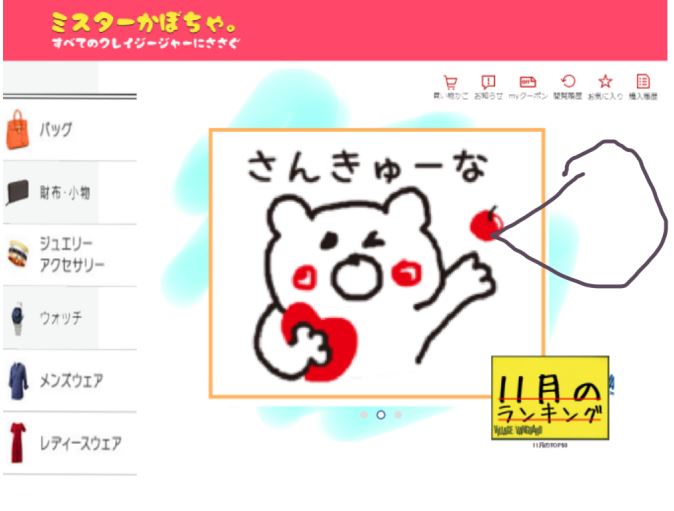 ミスターかぼちゃ。
すべてのクレイジージャーにささぐ
買い物かご お知らせ myクーポン 閲覧履歴 お気に入り 購入履歴
バッグ
財布・小物
ジュエリー
アクセサリー
ウォッチ
メンズウェア
レディースウェア
さんきゅーな
11月の
ランキング
VILLAGE VANGUARD
11月のTOP50